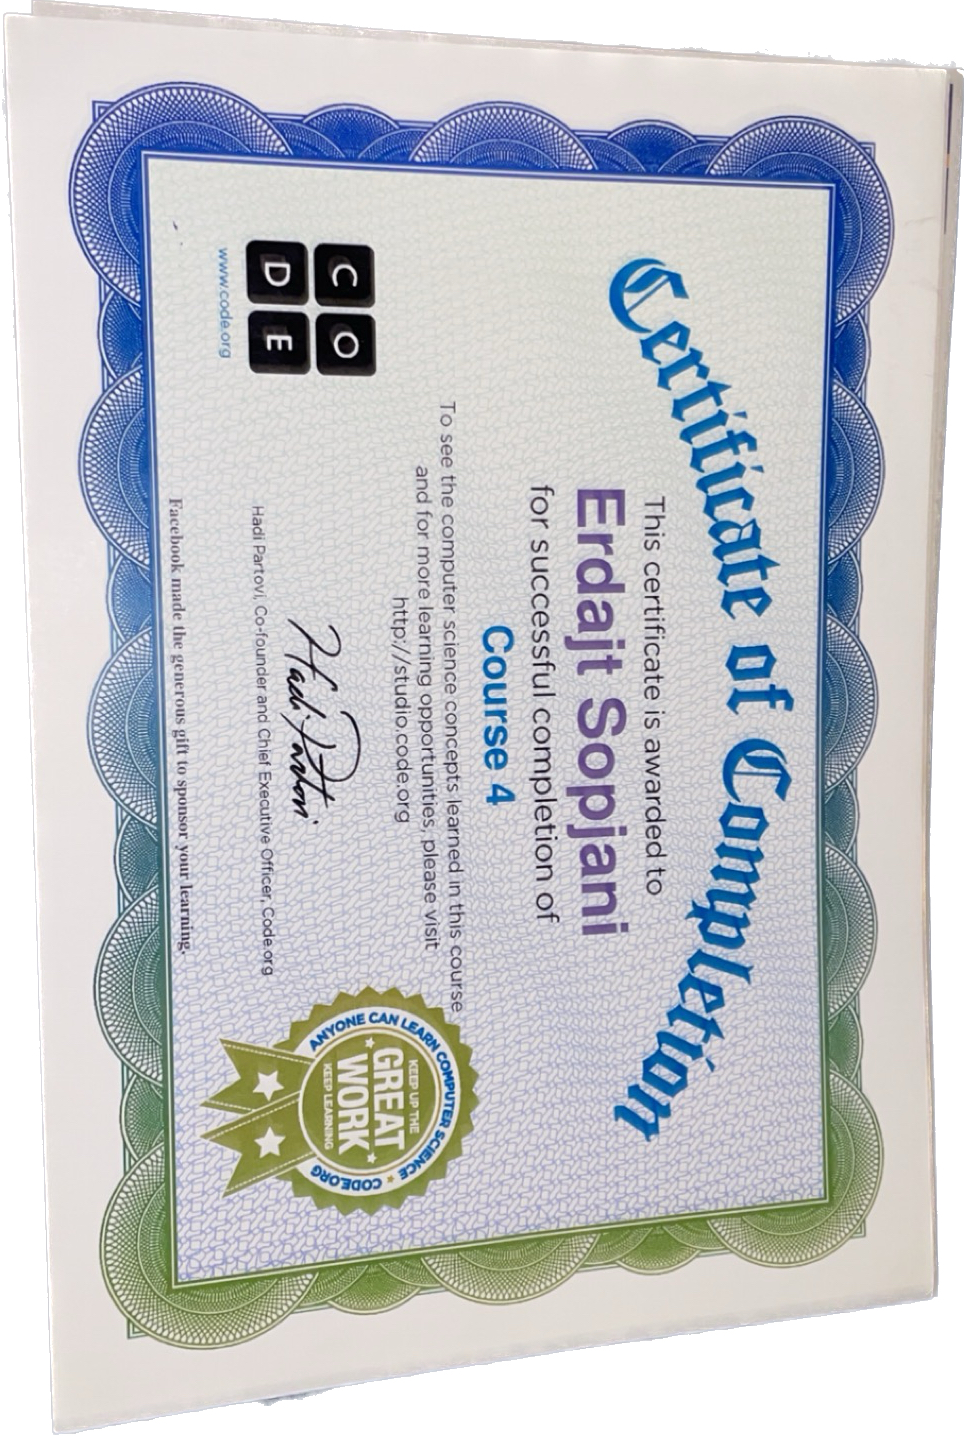 Certificate of Completion
This certificate is awarded to
Erdajt Sopjani
for successful completion of
Course 4
To see the computer science concepts learned in this course
and for more learning opportunities, please visit
http://studio.code.org
C O
D E
www.code.org
Hadi Partovi
Hadi Partovi, Co-founder and Chief Executive Officer, Code.org
Facebook made the generous gift to sponsor your learning.
ANYONE CAN LEARN COMPUTER SCIENCE
CODE.ORG
KEEP UP THE
GREAT
WORK
KEEP LEARNING